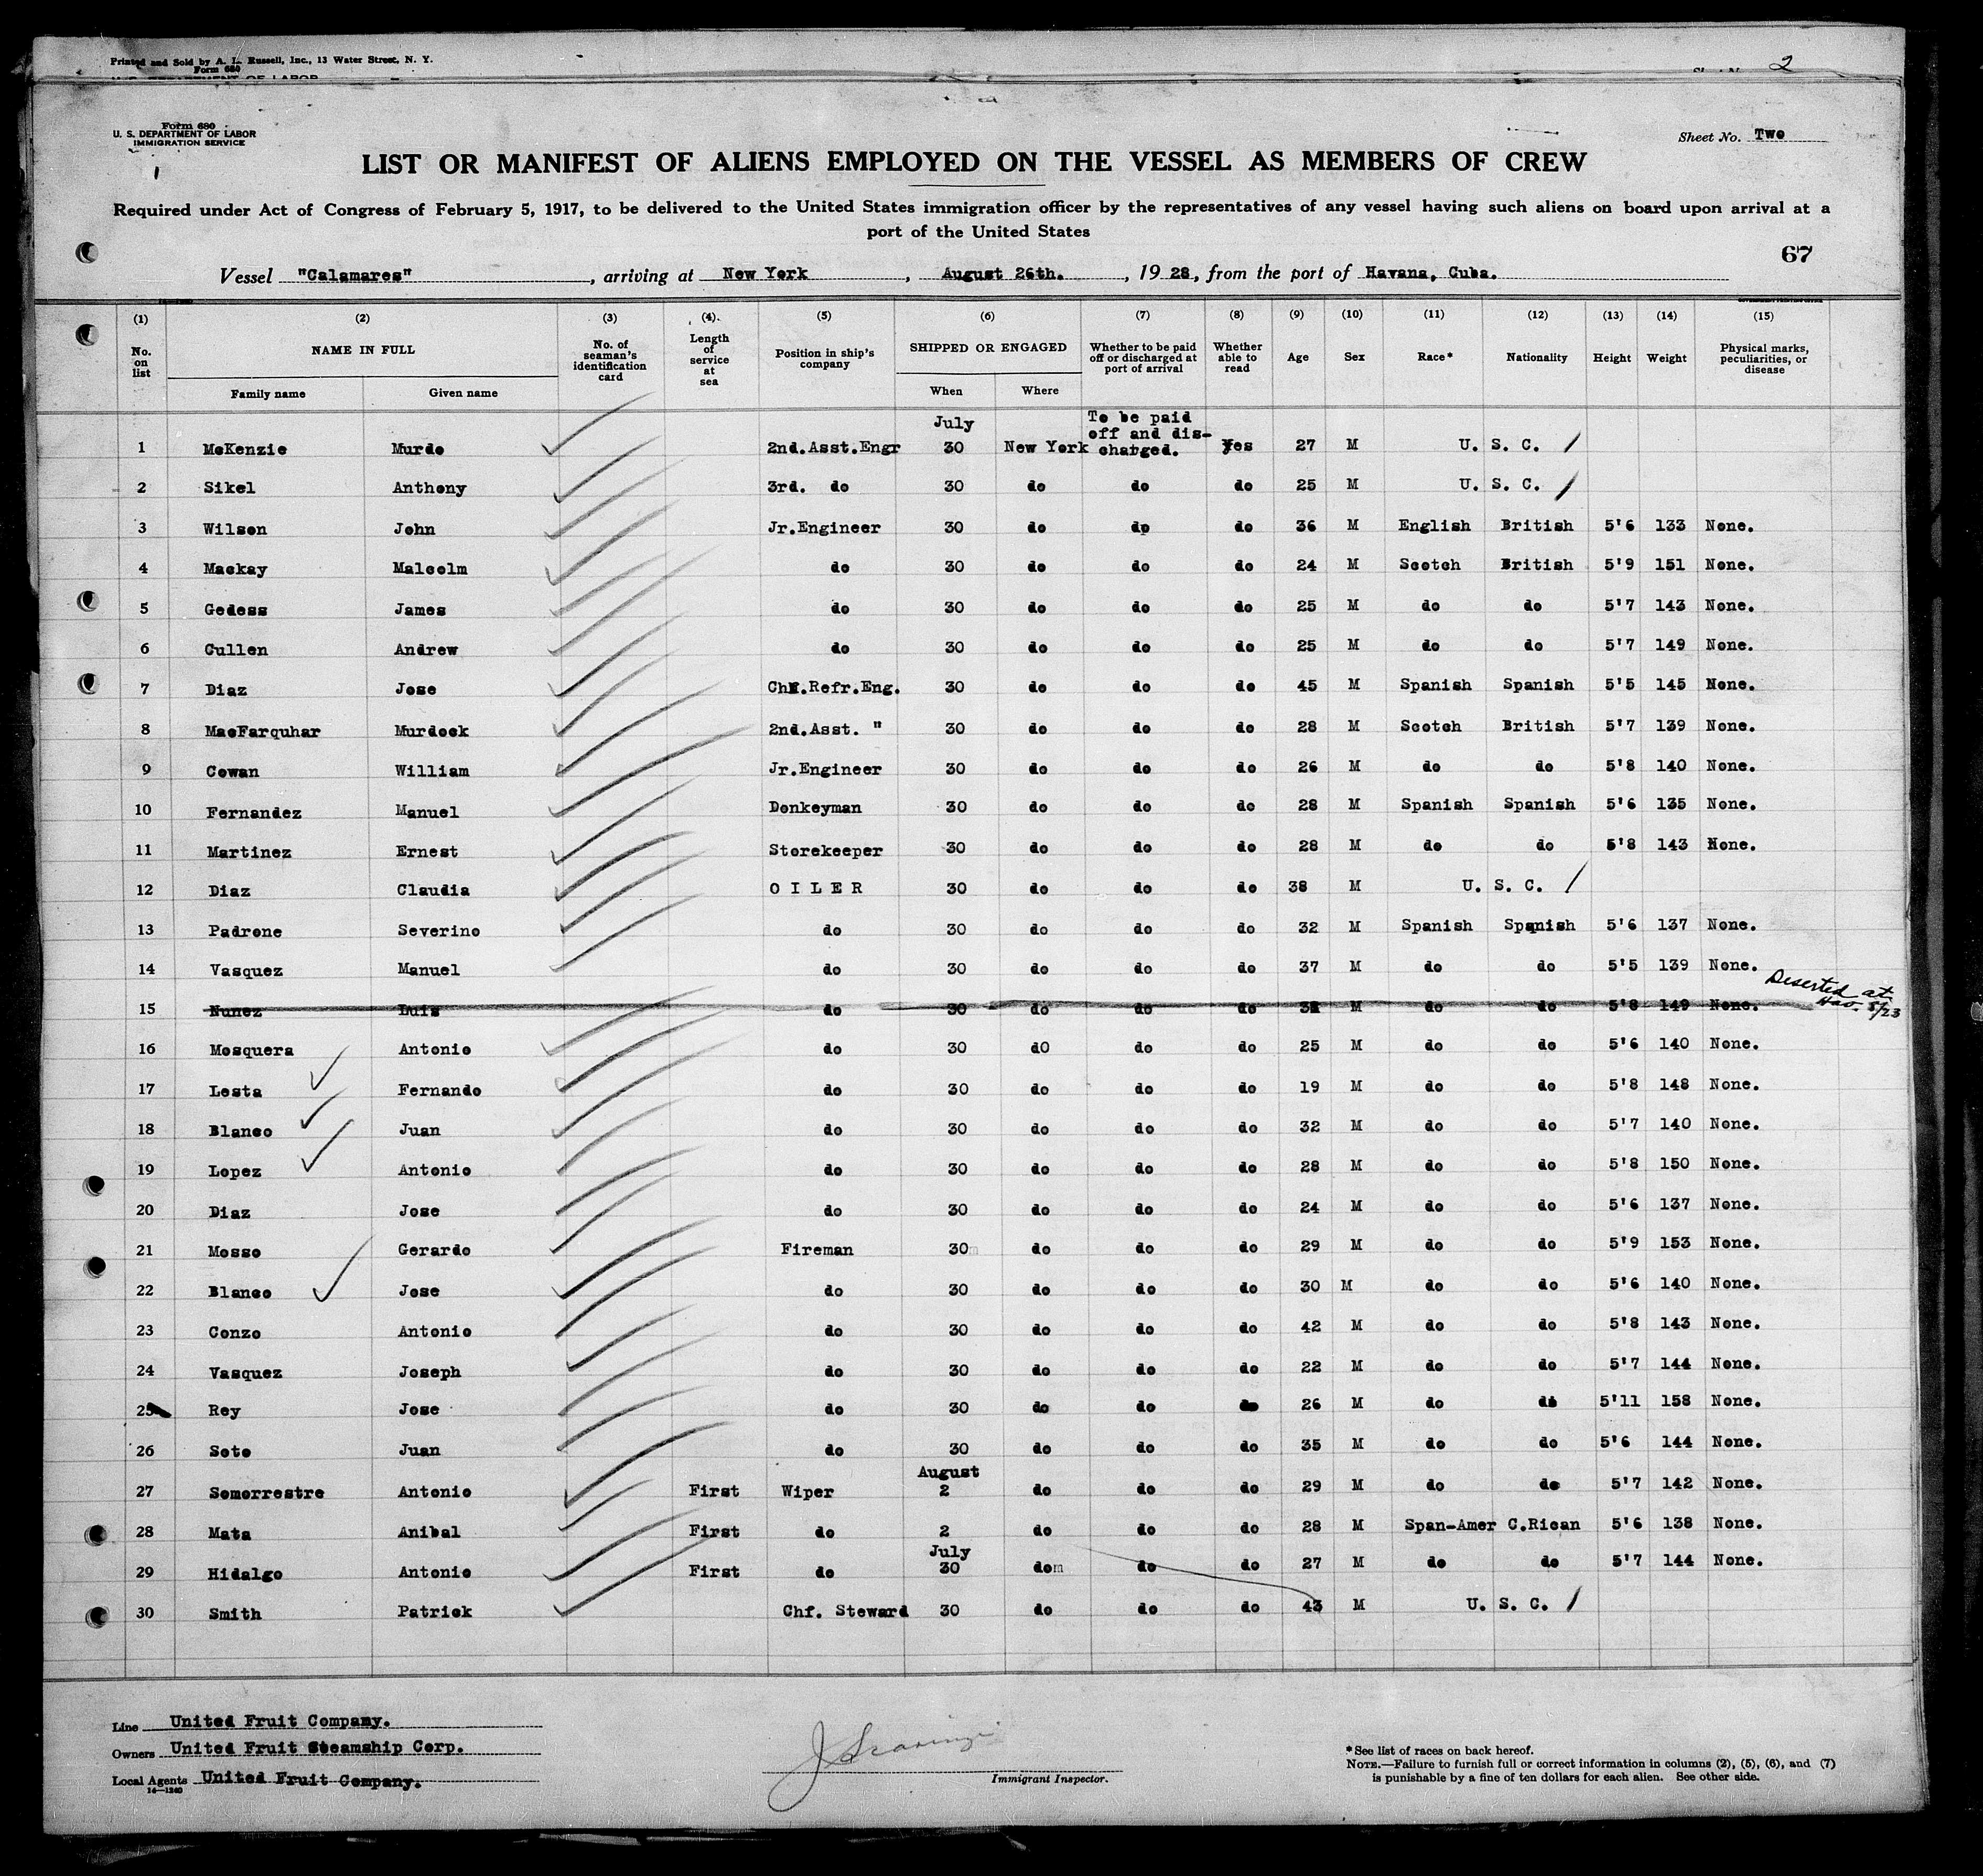 Printed and Sold by A. L. Russell, Inc., 13 Water Street, N. Y.
Form 680
2
Form 680
U. S. DEPARTMENT OF LABOR
IMMIGRATION SERVICE
Sheet No. Two
LIST OR MANIFEST OF ALIENS EMPLOYED ON THE VESSEL AS MEMBERS OF CREW
Required under Act of Congress of February 5, 1917, to be delivered to the United States immigration officer by the representatives of any vessel having such aliens on board upon arrival at a
port of the United States
67
Vessel "Calamares", arriving at New York, August 26th., 1928, from the port of Havana, Cuba.
(1) (2) (3) (4) (5) (6) (7) (8) (9) (10) (11) (12) (13) (14) (15)
No. on list NAME IN FULL Family name Given name No. of seaman's identification card Length of service at sea Position in ship's company SHIPPED OR ENGAGED When Where Whether to be paid off or discharged at port of arrival Whether able to read Age Sex Race* Nationality Height Weight Physical marks, peculiarities, or disease
July To be paid off and dis-
1 McKenzie Murdo 2nd.Asst.Engr 30 New York charged. Yes 27 M U. S. C. /
2 Sikel Anthony 3rd. do 30 do do do 25 M U. S. C. /
3 Wilson John Jr.Engineer 30 do do do 36 M English British 5'6 133 None.
4 Mackay Malcolm do 30 do do do 24 M Scotch British 5'9 151 None.
5 Gedess James do 30 do do do 25 M do do 5'7 143 None.
6 Cullen Andrew do 30 do do do 25 M do do 5'7 149 None.
7 Diaz Jose Chf.Refr.Eng. 30 do do do 45 M Spanish Spanish 5'5 145 None.
8 MacFarquhar Murdock 2nd.Asst. " 30 do do do 28 M Scotch British 5'7 139 None.
9 Cowan William Jr.Engineer 30 do do do 26 M do do 5'8 140 None.
10 Fernandez Manuel Donkeyman 30 do do do 28 M Spanish Spanish 5'6 135 None.
11 Martinez Ernest Storekeeper 30 do do do 28 M do do 5'8 143 None.
12 Diaz Claudia O I L E R 30 do do do 38 M U. S. C. /
13 Padrone Severino do 30 do do do 32 M Spanish Spanish 5'6 137 None.
14 Vasquez Manuel do 30 do do do 37 M do do 5'5 139 None.
15 Nunez Luis do 30 do do do M do do 5'8 149 None. Deserted at Hav. 8/23
16 Mosquera Antonio do 30 dO do do 25 M do do 5'6 140 None.
17 Lesta Fernando do 30 do do do 19 M do do 5'8 148 None.
18 Blanco Juan do 30 do do do 32 M do do 5'7 140 None.
19 Lopez Antonio do 30 do do do 28 M do do 5'8 150 None.
20 Diaz Jose do 30 do do do 24 M do do 5'6 137 None.
21 Mosso Gerardo Fireman 30 do do do 29 M do do 5'9 153 None.
22 Blanco Jose do 30 do do do 30 M do do 5'6 140 None.
23 Conzo Antonio do 30 do do do 42 M do do 5'8 143 None.
24 Vasquez Joseph do 30 do do do 22 M do do 5'7 144 None.
25 Rey Jose do 30 do do do 26 M do do 5'11 158 None.
26 Soto Juan do 30 do do do 35 M do do 5'6 144 None.
August
27 Somorrestre Antonio First Wiper 2 do do do 29 M do do 5'7 142 None.
28 Mata Anibal First do 2 do do do 28 M Span-Amer C.Rican 5'6 138 None.
July
29 Hidalgo Antonio First do 30 do do do 27 M do do 5'7 144 None.
30 Smith Patrick Chf. Steward 30 do do do 43 M U. S. C. /
Line United Fruit Company.
Owners United Fruit Steamship Corp.
Local Agents United Fruit Company.
14—1240
Immigrant Inspector.
*See list of races on back hereof.
NOTE.—Failure to furnish full or correct information in columns (2), (5), (6), and (7)
is punishable by a fine of ten dollars for each alien. See other side.